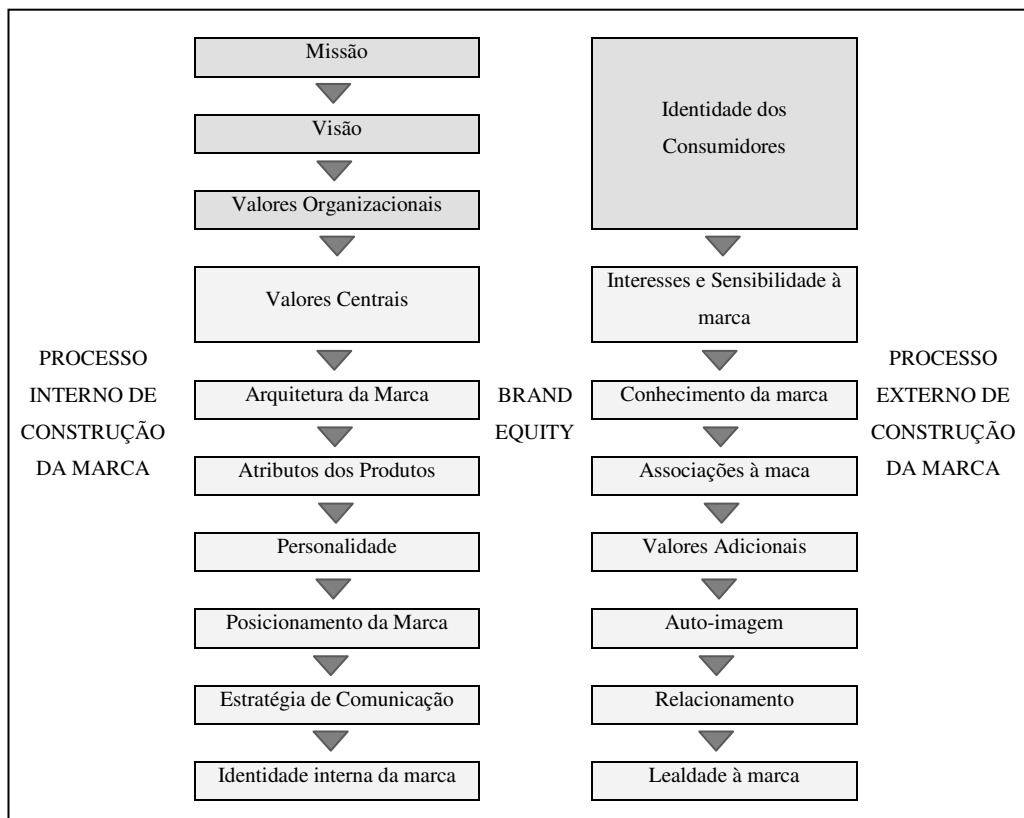 Missão
Visão
Valores Organizacionais
Valores Centrais
Arquitetura da Marca
Atributos dos Produtos
Personalidade
Posicionamento da Marca
Estratégia de Comunicação
Identidade interna da marca
PROCESSO
INTERNO DE
CONSTRUÇÃO
DA MARCA
BRAND
EQUITY
Identidade dos
Consumidores
Interesses e Sensibilidade à
marca
Conhecimento da marca
Associações à maca
Valores Adicionais
Auto-imagem
Relacionamento
Lealdade à marca
PROCESSO
EXTERNO DE
CONSTRUÇÃO
DA MARCA